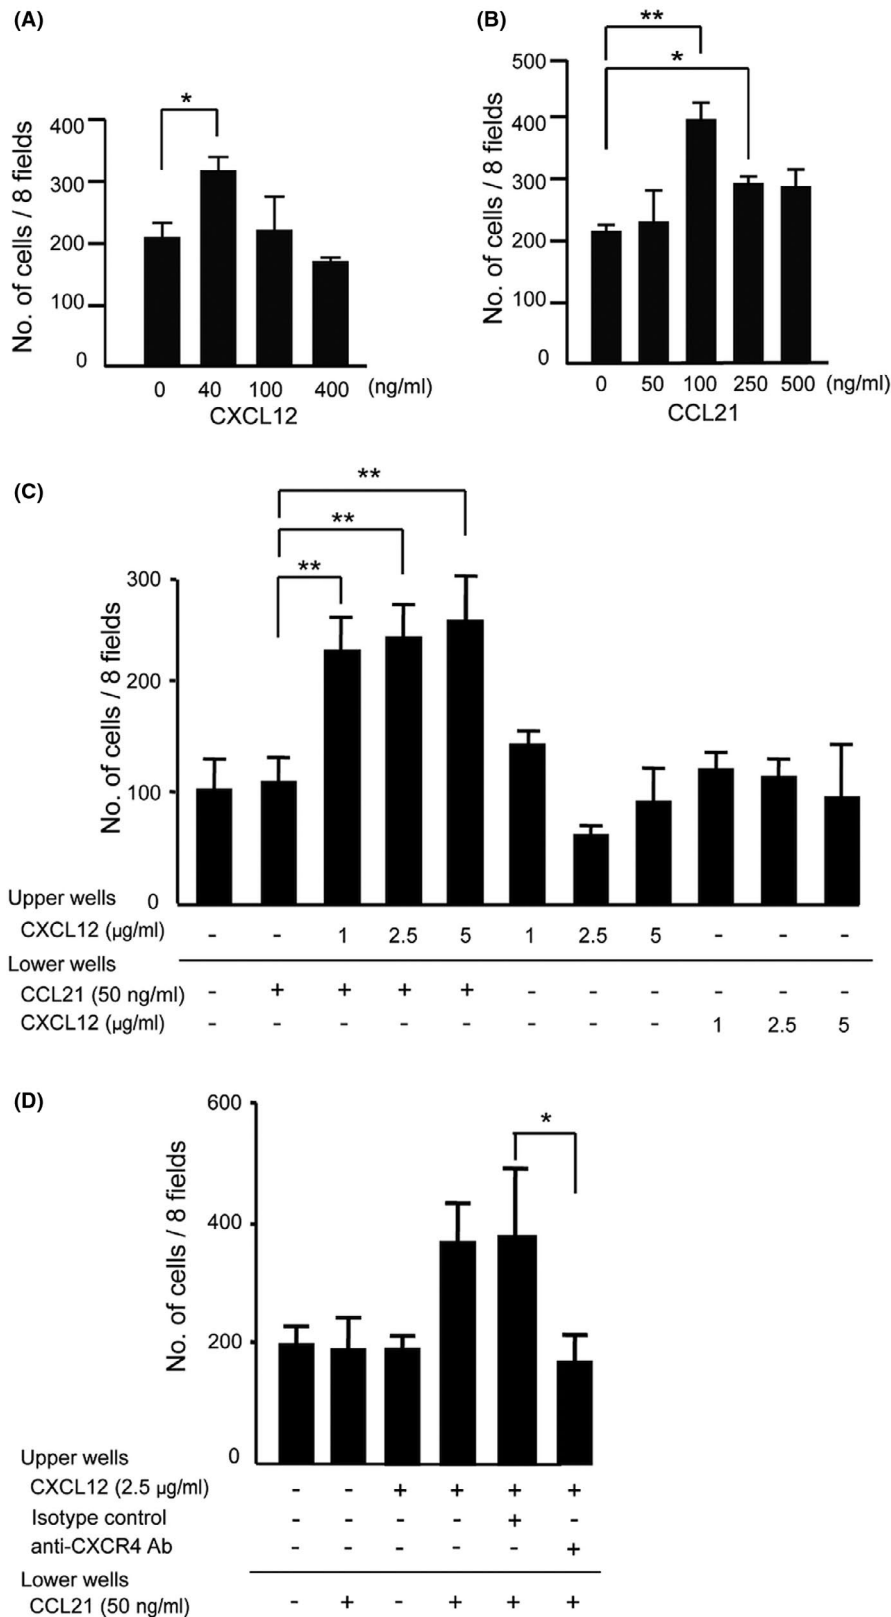 (A)
*
No. of cells / 8 fields
400
300
200
100
0
0 40 100 400 (ng/ml)
CXCL12
(B)
**
*
No. of cells / 8 fields
500
400
300
200
100
0
0 50 100 250 500 (ng/ml)
CCL21
(C)
**
**
**
No. of cells / 8 fields
300
200
100
0
Upper wells
CXCL12 (µg/ml) - - 1 2.5 5 1 2.5 5 - - -
Lower wells
CCL21 (50 ng/ml) - + + + + - - - - - -
CXCL12 (µg/ml) - - - - - - - - 1 2.5 5
(D)
*
No. of cells / 8 fields
600
400
200
0
Upper wells
CXCL12 (2.5 µg/ml) - - + + + +
Isotype control - - - - + -
anti-CXCR4 Ab - - - - - +
Lower wells
CCL21 (50 ng/ml) - + - + + +